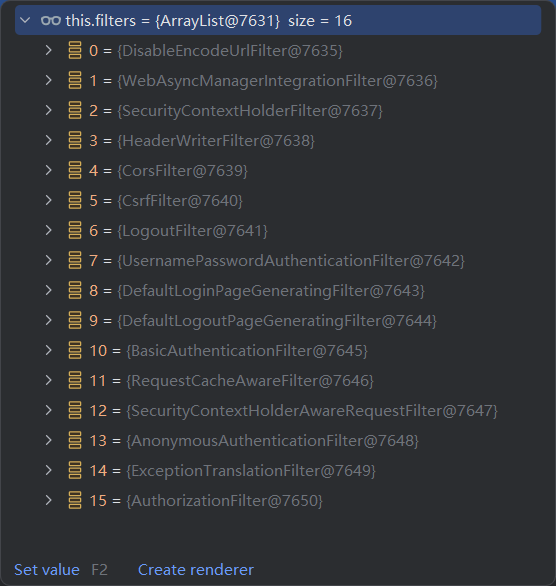 this.filters = {ArrayList@7631} size = 16
0 = {DisableEncodeUrlFilter@7635}
1 = {WebAsyncManagerIntegrationFilter@7636}
2 = {SecurityContextHolderFilter@7637}
3 = {HeaderWriterFilter@7638}
4 = {CorsFilter@7639}
5 = {CsrfFilter@7640}
6 = {LogoutFilter@7641}
7 = {UsernamePasswordAuthenticationFilter@7642}
8 = {DefaultLoginPageGeneratingFilter@7643}
9 = {DefaultLogoutPageGeneratingFilter@7644}
10 = {BasicAuthenticationFilter@7645}
11 = {RequestCacheAwareFilter@7646}
12 = {SecurityContextHolderAwareRequestFilter@7647}
13 = {AnonymousAuthenticationFilter@7648}
14 = {ExceptionTranslationFilter@7649}
15 = {AuthorizationFilter@7650}
Set value F2 Create renderer